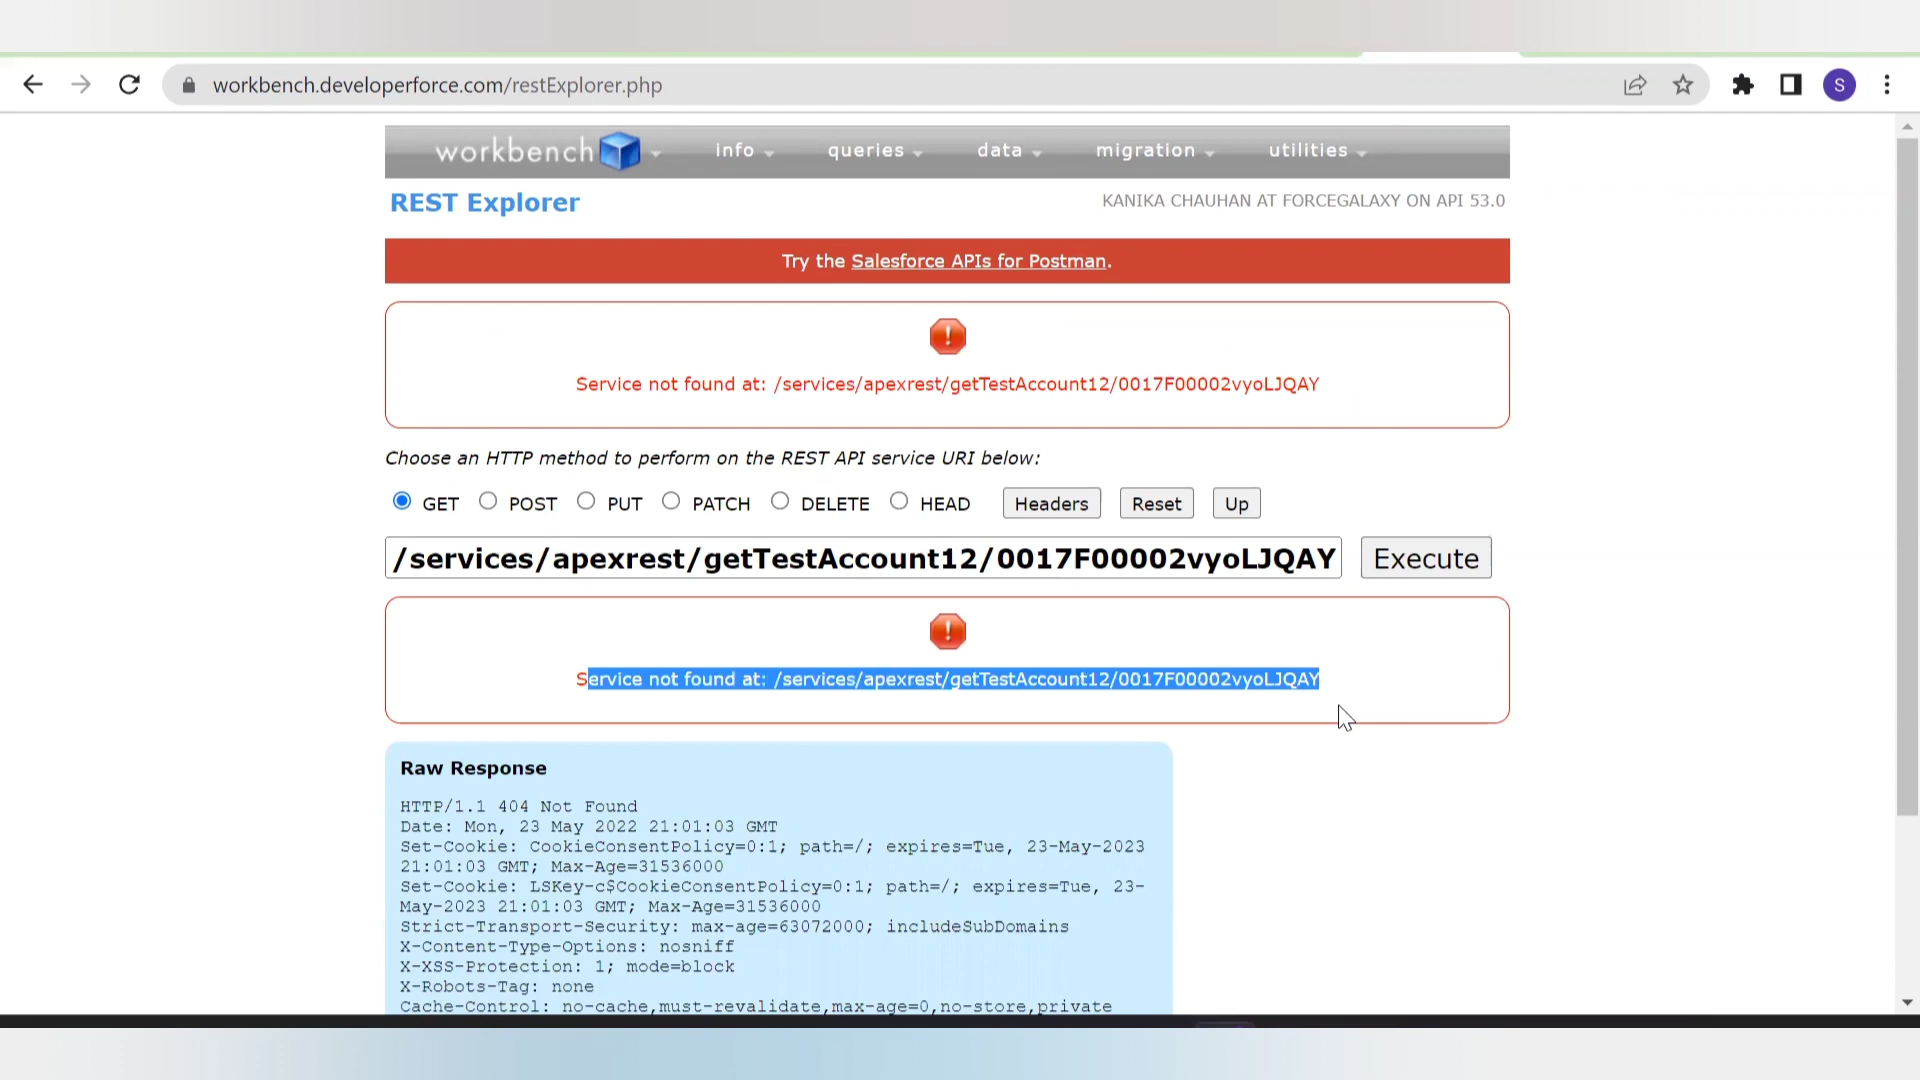 workbench.developerforce.com/restExplorer.php
S
workbench info queries data migration utilities
REST Explorer
KANIKA CHAUHAN AT FORCEGALAXY ON API 53.0
Try the Salesforce APIs for Postman.
Service not found at: /services/apexrest/getTestAccount12/0017F00002vyoLJQAY
Choose an HTTP method to perform on the REST API service URI below:
GET POST PUT PATCH DELETE HEAD Headers Reset Up
/services/apexrest/getTestAccount12/0017F00002vyoLJQAY Execute
Service not found at: /services/apexrest/getTestAccount12/0017F00002vyoLJQAY
Raw Response
HTTP/1.1 404 Not Found
Date: Mon, 23 May 2022 21:01:03 GMT
Set-Cookie: CookieConsentPolicy=0:1; path=/; expires=Tue, 23-May-2023
21:01:03 GMT; Max-Age=31536000
Set-Cookie: LSKey-c$CookieConsentPolicy=0:1; path=/; expires=Tue, 23-
May-2023 21:01:03 GMT; Max-Age=31536000
Strict-Transport-Security: max-age=63072000; includeSubDomains
X-Content-Type-Options: nosniff
X-XSS-Protection: 1; mode=block
X-Robots-Tag: none
Cache-Control: no-cache,must-revalidate,max-age=0,no-store,private